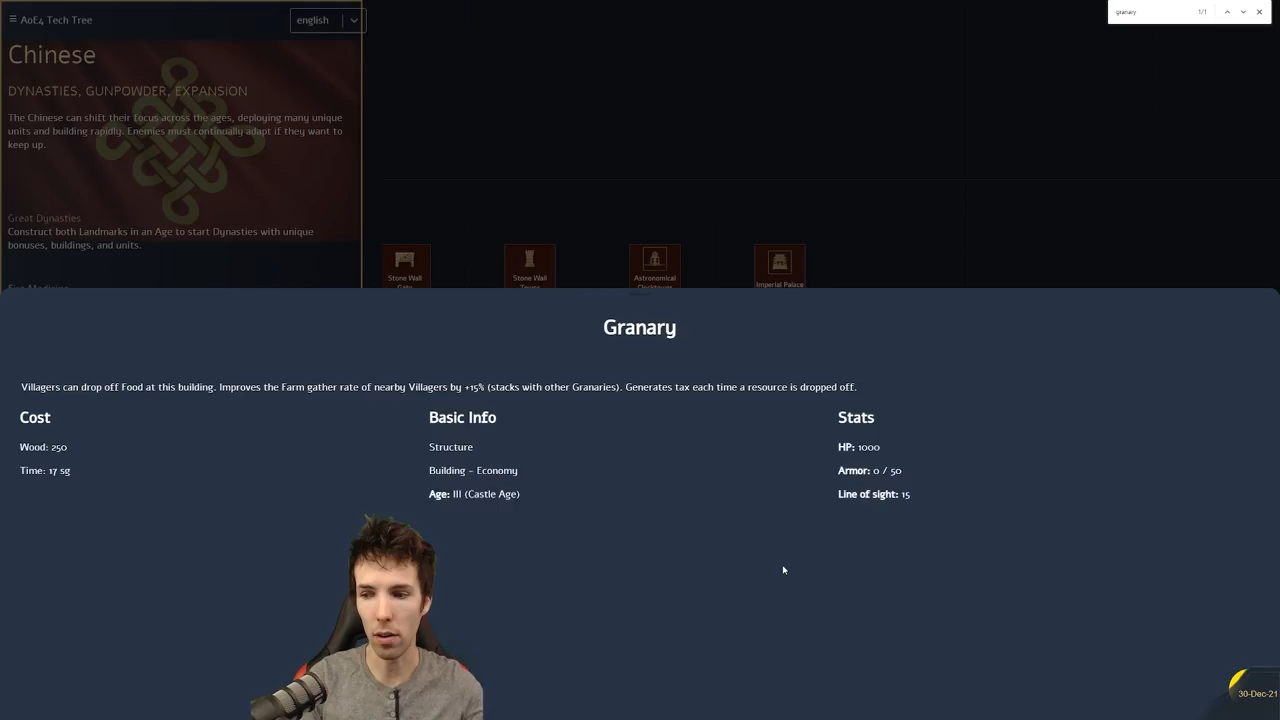 ≡ AoE4 Tech Tree
english
granary
1/1
Chinese
DYNASTIES, GUNPOWDER, EXPANSION
The Chinese can shift their focus across the ages, deploying many unique
units and building rapidly. Enemies must continually adapt if they want to
keep up.
Great Dynasties
Construct both Landmarks in an Age to start Dynasties with unique
bonuses, buildings, and units.
Stone Wall
Gate
Stone Wall
Tower
Astronomical
Clocktower
Imperial Palace
Granary
Villagers can drop off Food at this building. Improves the Farm gather rate of nearby Villagers by +15% (stacks with other Granaries). Generates tax each time a resource is dropped off.
Cost
Wood: 250
Time: 17 sg
Basic Info
Structure
Building - Economy
Age: III (Castle Age)
Stats
HP: 1000
Armor: 0 / 50
Line of sight: 15
30-Dec-21